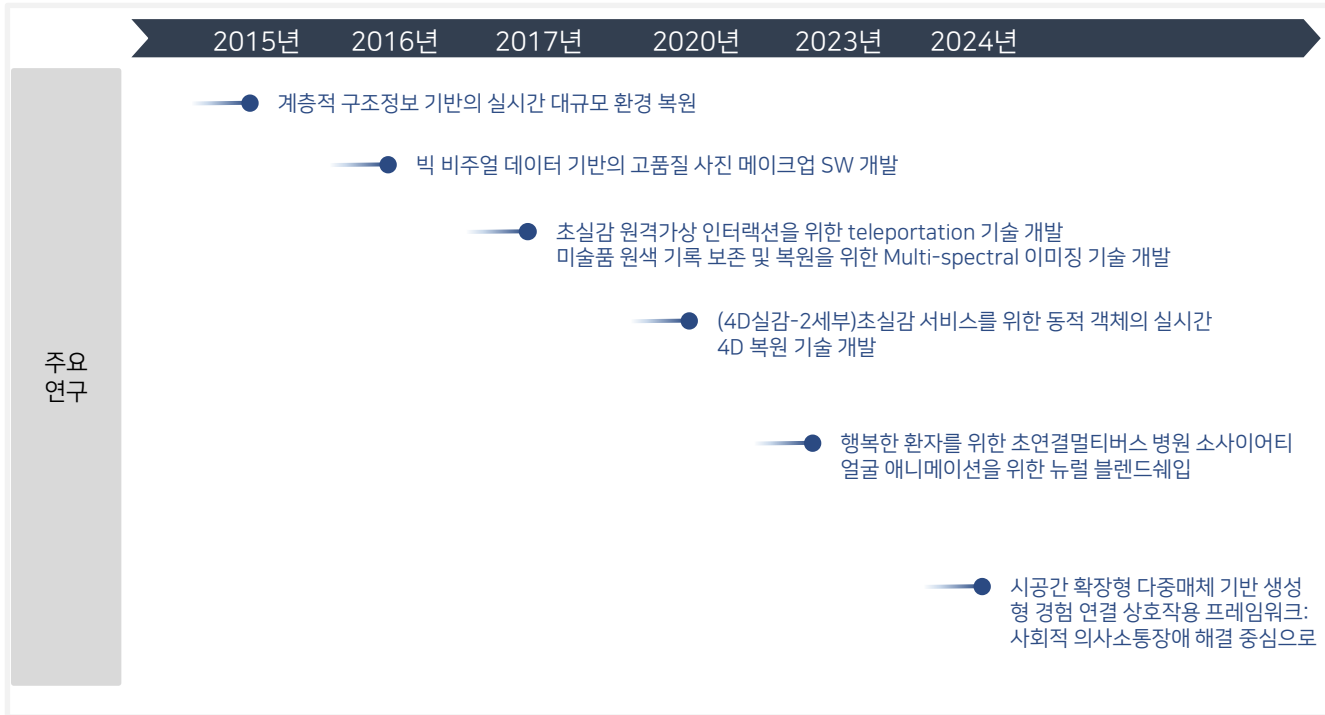 2015년 2016년 2017년 2020년 2023년 2024년
주요
연구
계층적 구조정보 기반의 실시간 대규모 환경 복원
빅 비주얼 데이터 기반의 고품질 사진 메이크업 SW 개발
초실감 원격가상 인터랙션을 위한 teleportation 기술 개발
미술품 원색 기록 보존 및 복원을 위한 Multi-spectral 이미징 기술 개발
(4D실감-2세부)초실감 서비스를 위한 동적 객체의 실시간
4D 복원 기술 개발
행복한 환자를 위한 초연결멀티버스 병원 소사이어티
얼굴 애니메이션을 위한 뉴럴 블렌드쉐입
시공간 확장형 다중매체 기반 생성
형 경험 연결 상호작용 프레임워크:
사회적 의사소통장애 해결 중심으로